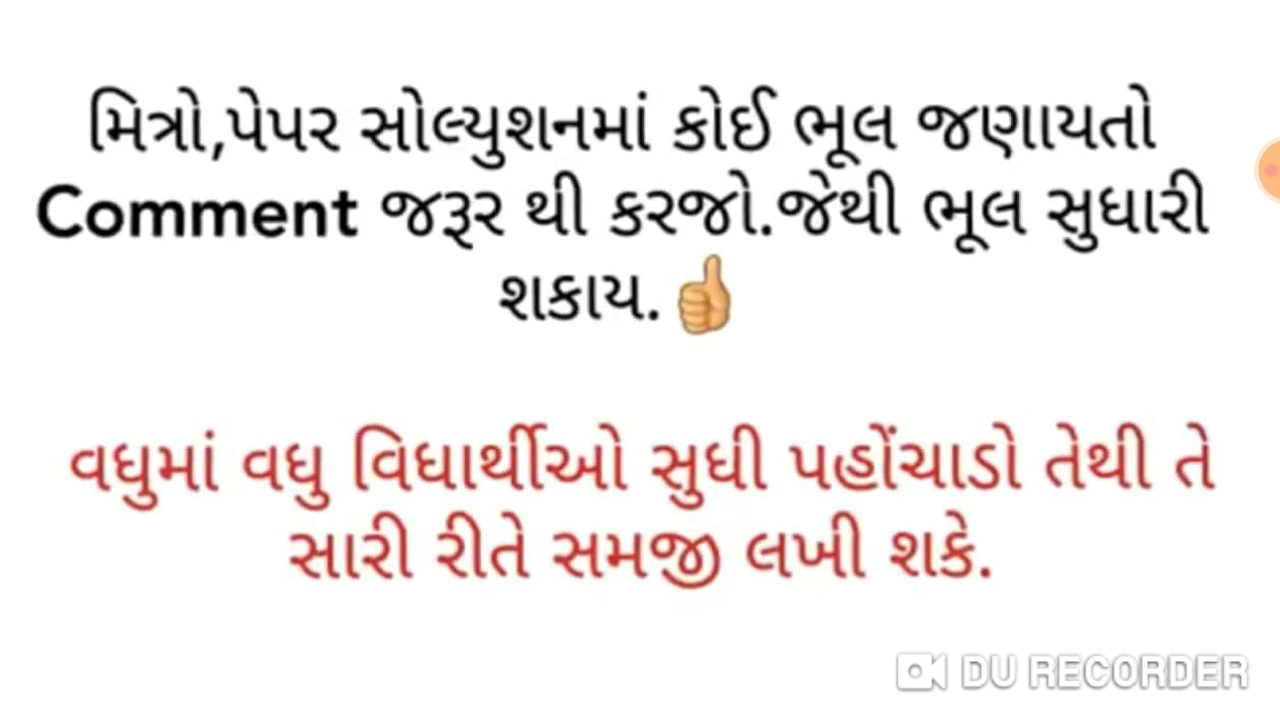 મિત્રો,પેપર સોલ્યુશનમાં કોઈ ભૂલ જણાયતો
Comment જરૂર થી કરજો.જેથી ભૂલ સુધારી
શકાય.👍
વધુમાં વધુ વિધાર્થીઓ સુધી પહોંચાડો તેથી તે
સારી રીતે સમજી લખી શકે.
DU RECORDER